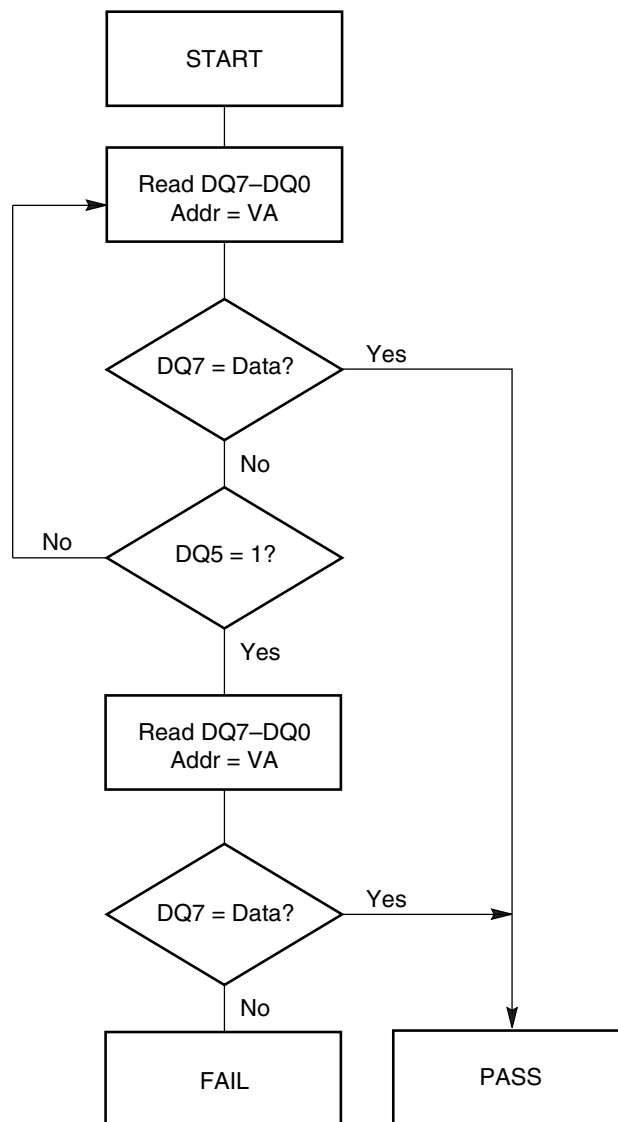 START
Read DQ7–DQ0
Addr = VA
DQ7 = Data?
Yes
No
No
DQ5 = 1?
Yes
Read DQ7–DQ0
Addr = VA
DQ7 = Data?
Yes
No
FAIL
PASS